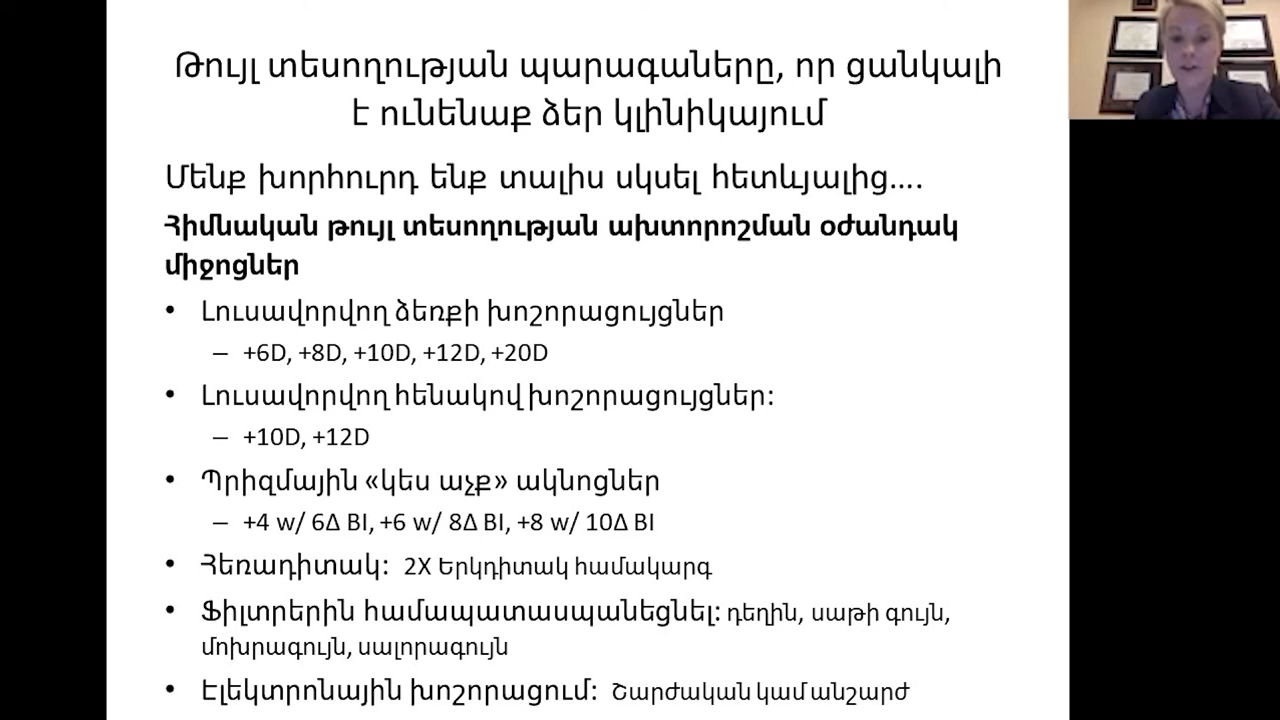 Թույլ տեսողության պարագաները, որ ցանկալի
է ունենաք ձեր կլինիկայում
Մենք խորհուրդ ենք տալիս սկսել հետևյալից....
Հիմնական թույլ տեսողության ախտորոշման օժանդակ
միջոցներ
• Լուսավորվող ձեռքի խոշորացույցներ
– +6D, +8D, +10D, +12D, +20D
• Լուսավորվող հենակով խոշորացույցներ:
– +10D, +12D
• Պրիզմային «կես աչք» ակնոցներ
– +4 w/ 6Δ BI, +6 w/ 8Δ BI, +8 w/ 10Δ BI
• Հեռադիտակ: 2X Երկդիտակ համակարգ
• Ֆիլտրերին համապատասպանեցնել: դեղին, սաթի գույն,
մոխրագույն, սալորագույն
• Էլեկտրոնային խոշորացում: Շարժական կամ անշարժ